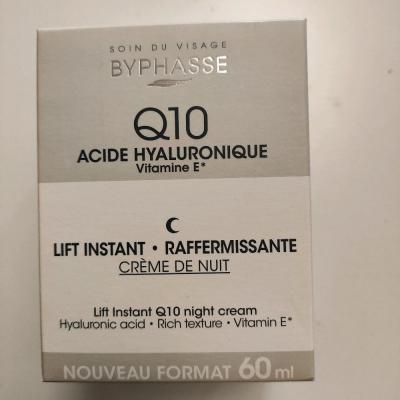 SOIN DU VISAGE
BYPHASSE
Q10
ACIDE HYALURONIQUE
Vitamine E*
LIFT INSTANT • RAFFERMISSANTE
CRÈME DE NUIT
Lift Instant Q10 night cream
Hyaluronic acid • Rich texture • Vitamin E*
NOUVEAU FORMAT 60 ml